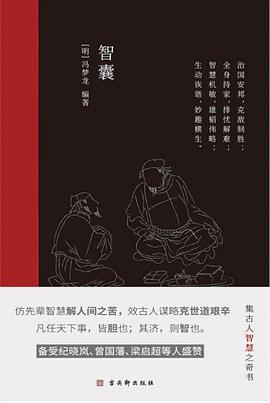 智囊
［明］冯梦龙 编著
治国安邦，克敌制胜；
全身持家，排忧解难；
智慧机敏，雄韬伟略；
生动诙谐，妙趣横生。
仿先辈智慧解人间之苦，效古人谋略克世道艰辛
凡任天下事，皆胆也；其济，则智也。
备受纪晓岚、曾国藩、梁启超等人盛赞
集古人智慧之奇书
古吴轩出版社